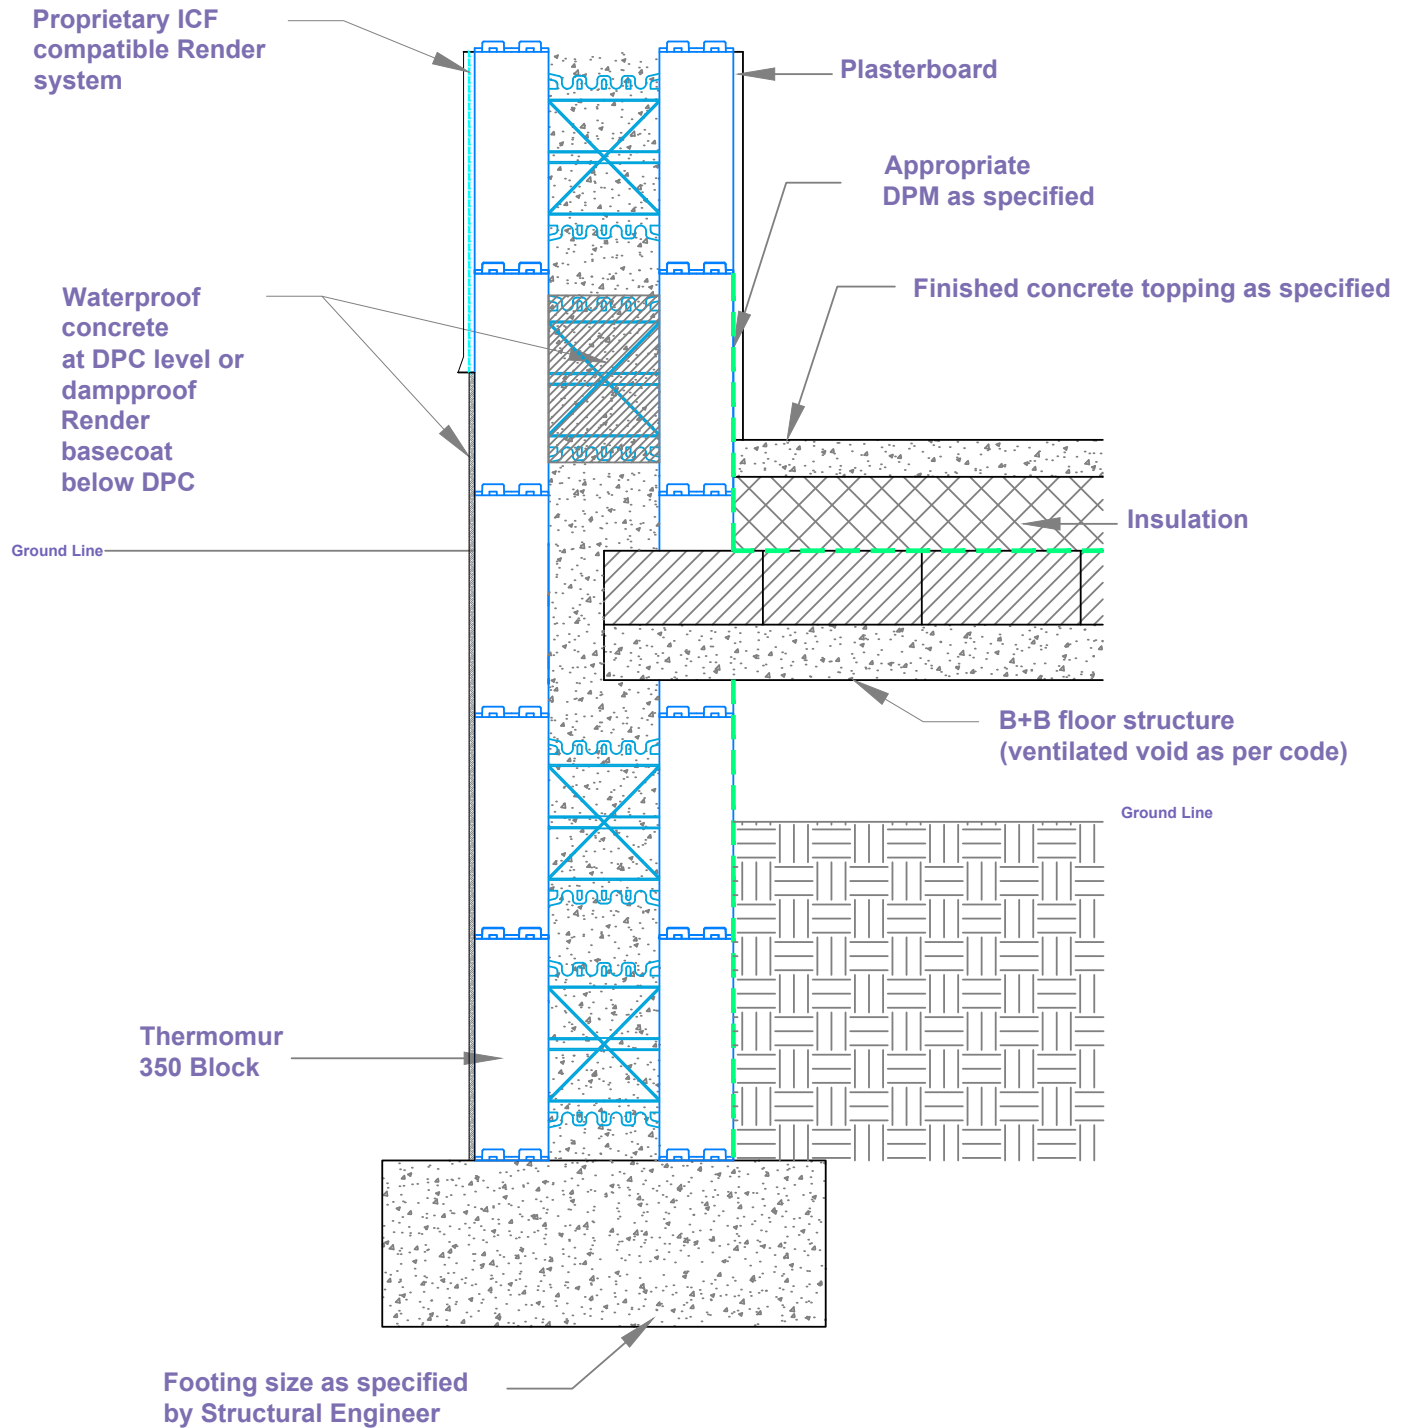 Proprietary ICF
compatible Render
system
Plasterboard
Appropriate
DPM as specified
Finished concrete topping as specified
Waterproof
concrete
at DPC level or
dampproof
Render
basecoat
below DPC
Insulation
Ground Line
B+B floor structure
(ventilated void as per code)
Ground Line
Thermomur
350 Block
Footing size as specified
by Structural Engineer